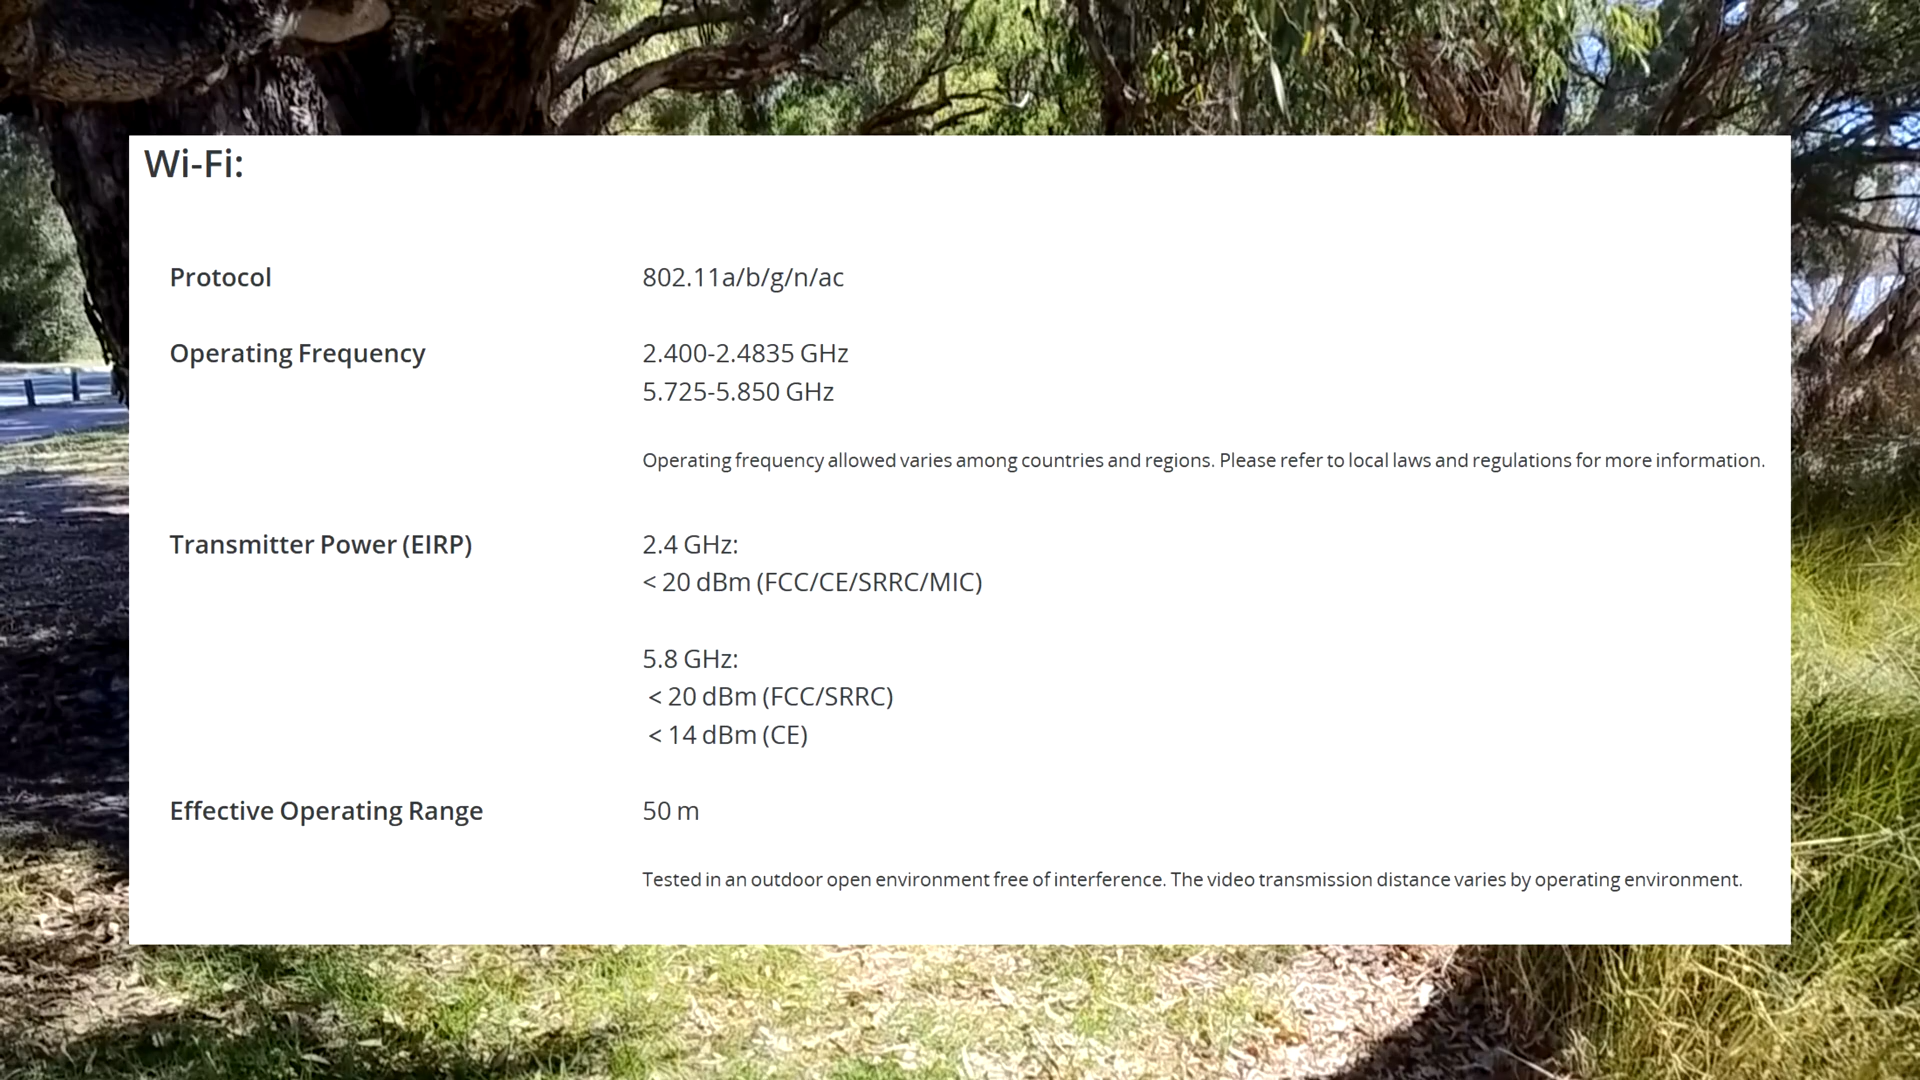 Wi-Fi:
Protocol 802.11a/b/g/n/ac
Operating Frequency 2.400-2.4835 GHz
5.725-5.850 GHz
Operating frequency allowed varies among countries and regions. Please refer to local laws and regulations for more information.
Transmitter Power (EIRP) 2.4 GHz:
< 20 dBm (FCC/CE/SRRC/MIC)
5.8 GHz:
< 20 dBm (FCC/SRRC)
< 14 dBm (CE)
Effective Operating Range 50 m
Tested in an outdoor open environment free of interference. The video transmission distance varies by operating environment.